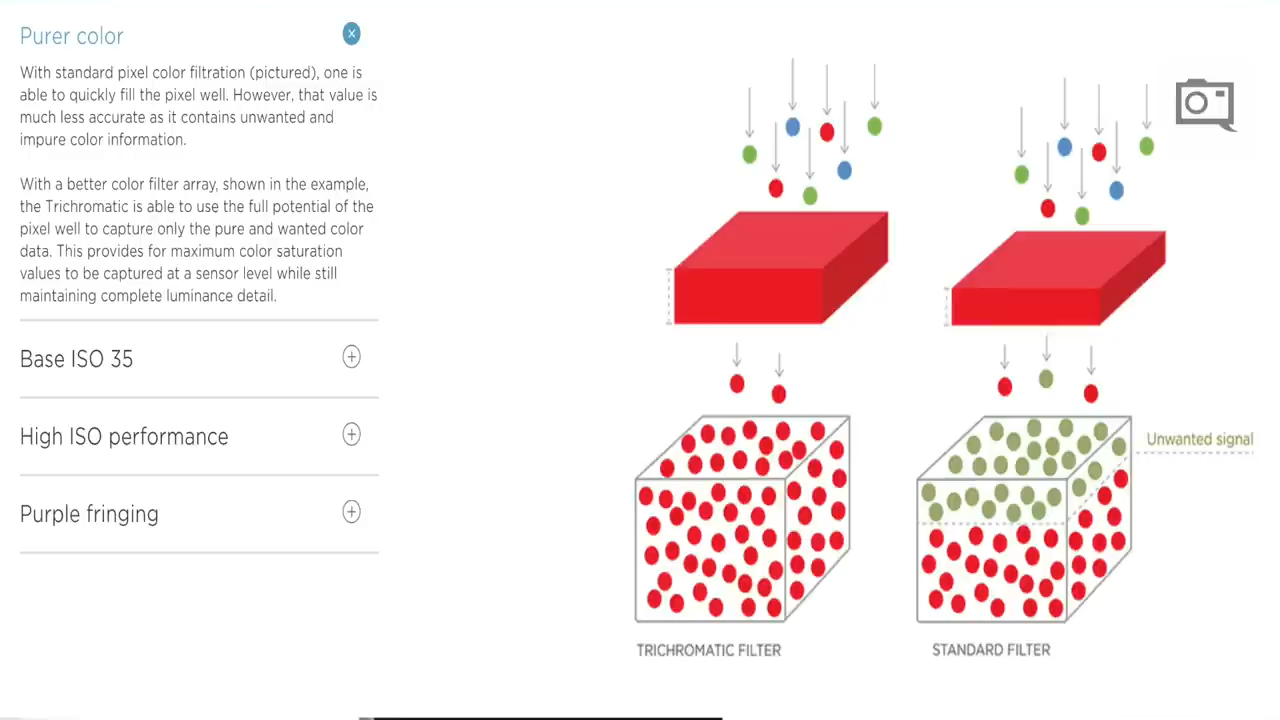 Purer color
With standard pixel color filtration (pictured), one is
able to quickly fill the pixel well. However, that value is
much less accurate as it contains unwanted and
impure color information.
With a better color filter array, shown in the example,
the Trichromatic is able to use the full potential of the
pixel well to capture only the pure and wanted color
data. This provides for maximum color saturation
values to be captured at a sensor level while still
maintaining complete luminance detail.
Base ISO 35
High ISO performance
Purple fringing
Unwanted signal
TRICHROMATIC FILTER
STANDARD FILTER